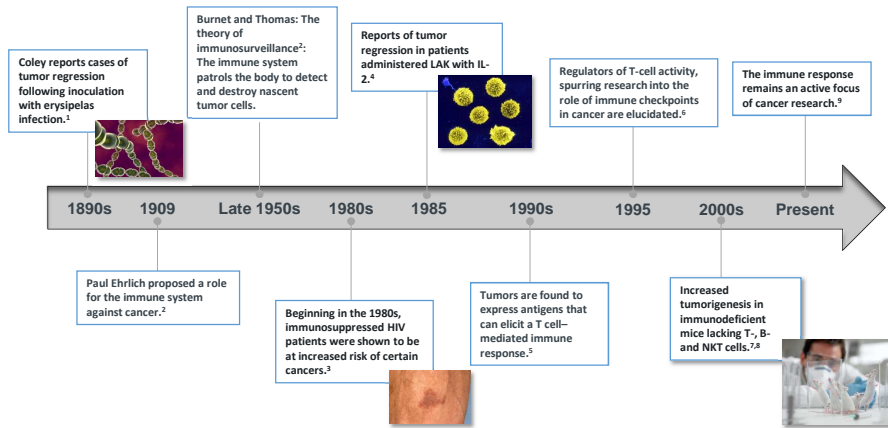 Coley reports cases of
tumor regression
following inoculation
with erysipelas
infection.1
Burnet and Thomas: The
theory of
immunosurveillance2:
The immune system
patrols the body to detect
and destroy nascent
tumor cells.
Reports of tumor
regression in patients
administered LAK with IL-
2.4
Regulators of T-cell activity,
spurring research into the
role of immune checkpoints
in cancer are elucidated.6
The immune response
remains an active focus
of cancer research.9
1890s 1909 Late 1950s 1980s 1985 1990s 1995 2000s Present
Paul Ehrlich proposed a role
for the immune system
against cancer.2
Beginning in the 1980s,
immunosuppressed HIV
patients were shown to be
at increased risk of certain
cancers.3
Tumors are found to
express antigens that
can elicit a T cell–
mediated immune
response.5
Increased
tumorigenesis in
immunodeficient
mice lacking T-, B-
and NKT cells.7,8